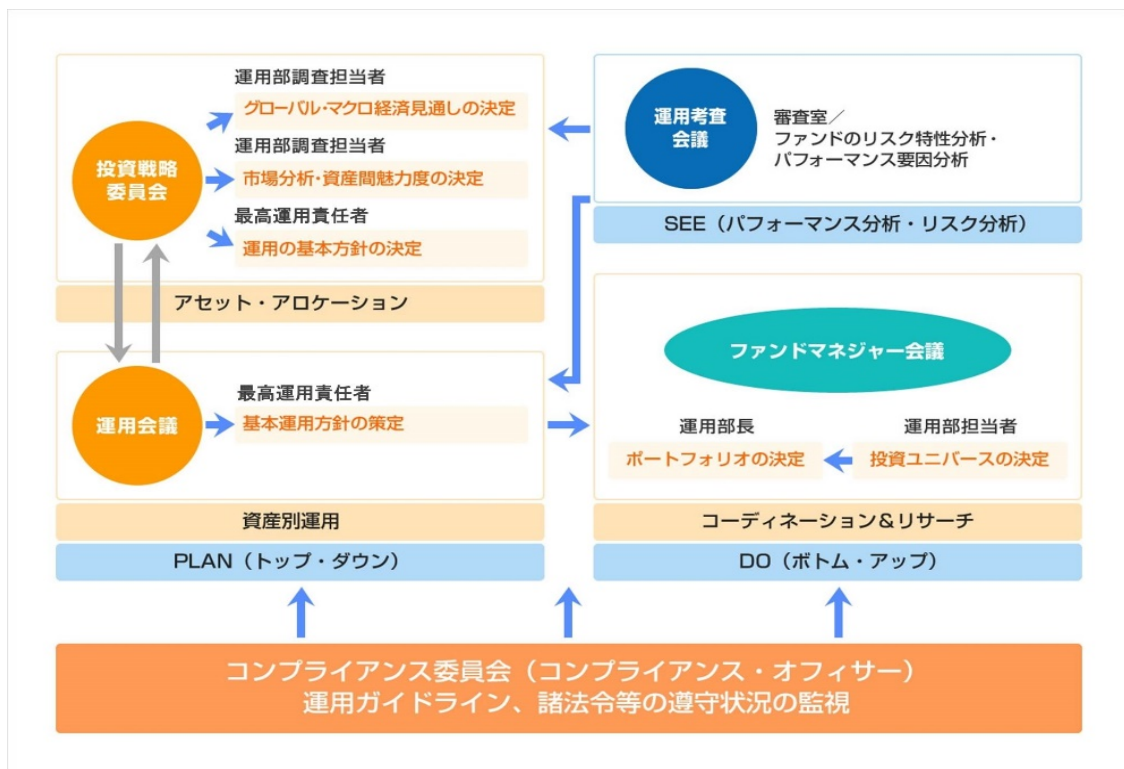 運用部調査担当者
グローバル・マクロ経済見通しの決定
運用部調査担当者
市場分析・資産間魅力度の決定
最高運用責任者
運用の基本方針の決定
投資戦略
委員会
アセット・アロケーション
運用会議
最高運用責任者
基本運用方針の策定
資産別運用
PLAN（トップ・ダウン）
運用考査
会議
審査室／
ファンドのリスク特性分析・
パフォーマンス要因分析
SEE（パフォーマンス分析・リスク分析）
ファンドマネジャー会議
運用部長
ポートフォリオの決定
運用部担当者
投資ユニバースの決定
コーディネーション＆リサーチ
DO（ボトム・アップ）
コンプライアンス委員会（コンプライアンス・オフィサー）
運用ガイドライン、諸法令等の遵守状況の監視